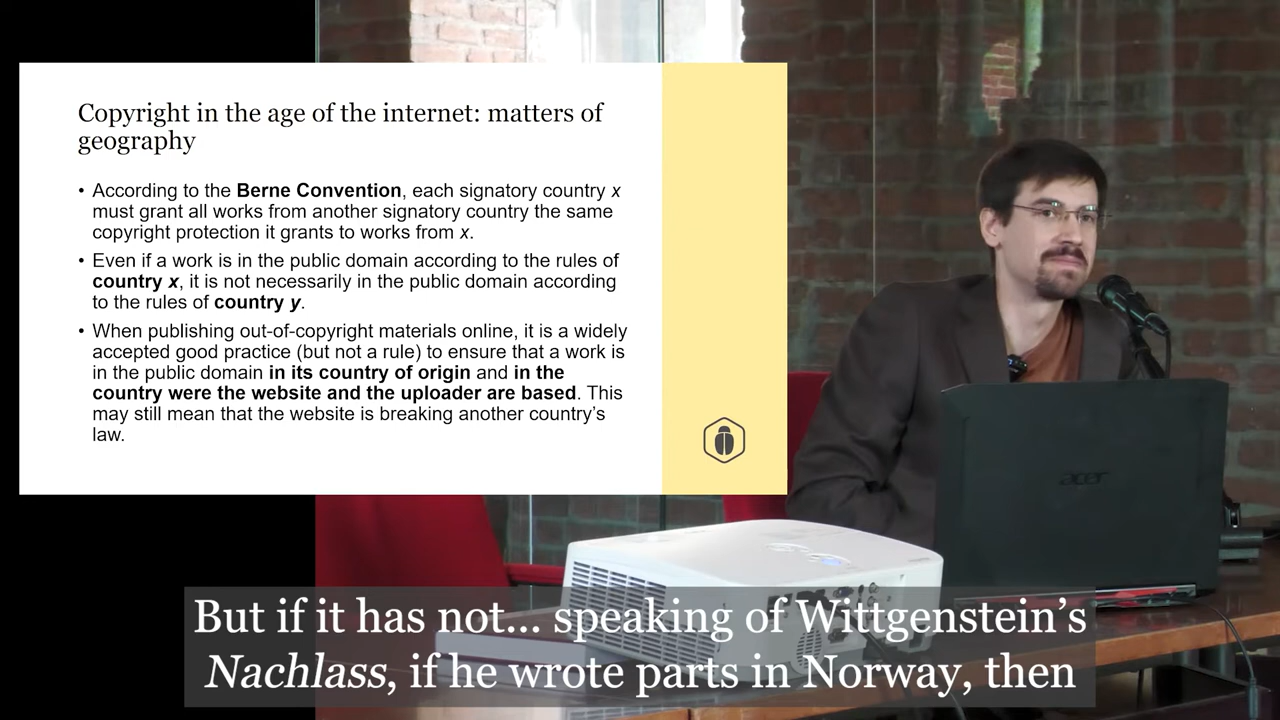 Copyright in the age of the internet: matters of
geography
• According to the Berne Convention, each signatory country x
must grant all works from another signatory country the same
copyright protection it grants to works from x.
• Even if a work is in the public domain according to the rules of
country x, it is not necessarily in the public domain according
to the rules of country y.
• When publishing out-of-copyright materials online, it is a widely
accepted good practice (but not a rule) to ensure that a work is
in the public domain in its country of origin and in the
country were the website and the uploader are based. This
may still mean that the website is breaking another country's
law.
acer
But if it has not... speaking of Wittgenstein's
Nachlass, if he wrote parts in Norway, then